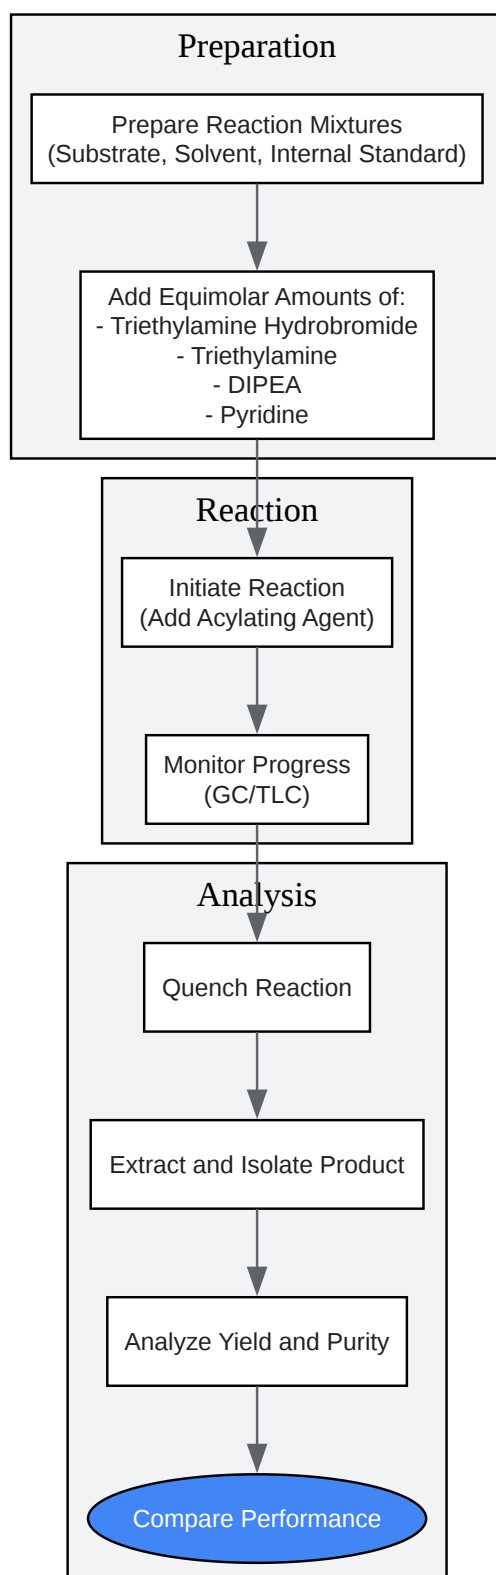 Preparation
Prepare Reaction Mixtures
(Substrate, Solvent, Internal Standard)
Add Equimolar Amounts of:
- Triethylamine Hydrobromide
- Triethylamine
- DIPEA
- Pyridine
Reaction
Initiate Reaction
(Add Acylating Agent)
Monitor Progress
(GC/TLC)
Analysis
Quench Reaction
Extract and Isolate Product
Analyze Yield and Purity
Compare Performance